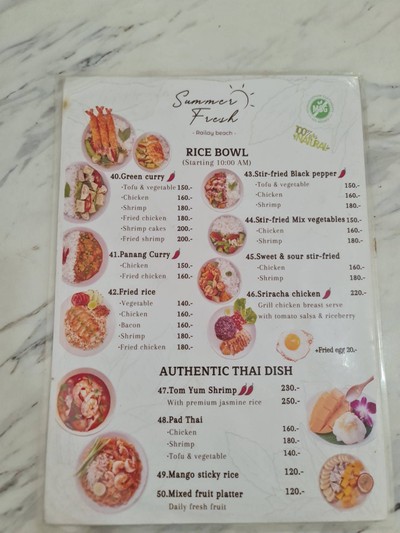 Summer
Fresh
- Railay beach -
100%
NATURAL
RICE BOWL
(Starting 10:00 AM)
40.Green curry
-Tofu & vegetable 150.-
-Chicken 160.-
-Shrimp 180.-
-Fried chicken 180.-
-Shrimp cakes 200.-
-Fried shrimp 200.-
41.Panang Curry
-Chicken 150.-
-Fried chicken 160.-
42.Fried rice
-Vegetable 140.-
-Chicken 160.-
-Bacon 160.-
-Shrimp 180.-
-Fried chicken 180.-
43.Stir-fried Black pepper
-Tofu & vegetable 150.-
-Chicken 160.-
-Shrimp 180.-
44.Stir-fried Mix vegetables 150.-
-Chicken 160.-
-Shrimp 180.-
45.Sweet & sour stir-fried
-Chicken 160.-
-Shrimp 180.-
46.Sriracha chicken 220.-
Grill chicken breast serve
with tomato salsa & riceberry
+Fried egg 20.-
AUTHENTIC THAI DISH
47.Tom Yum Shrimp 230.-
With premium jasmine rice 250.-
48.Pad Thai
-Chicken 160.-
-Shrimp 180.-
-Tofu & vegetable 140.-
49.Mango sticky rice 120.-
50.Mixed fruit platter 120.-
Daily fresh fruit